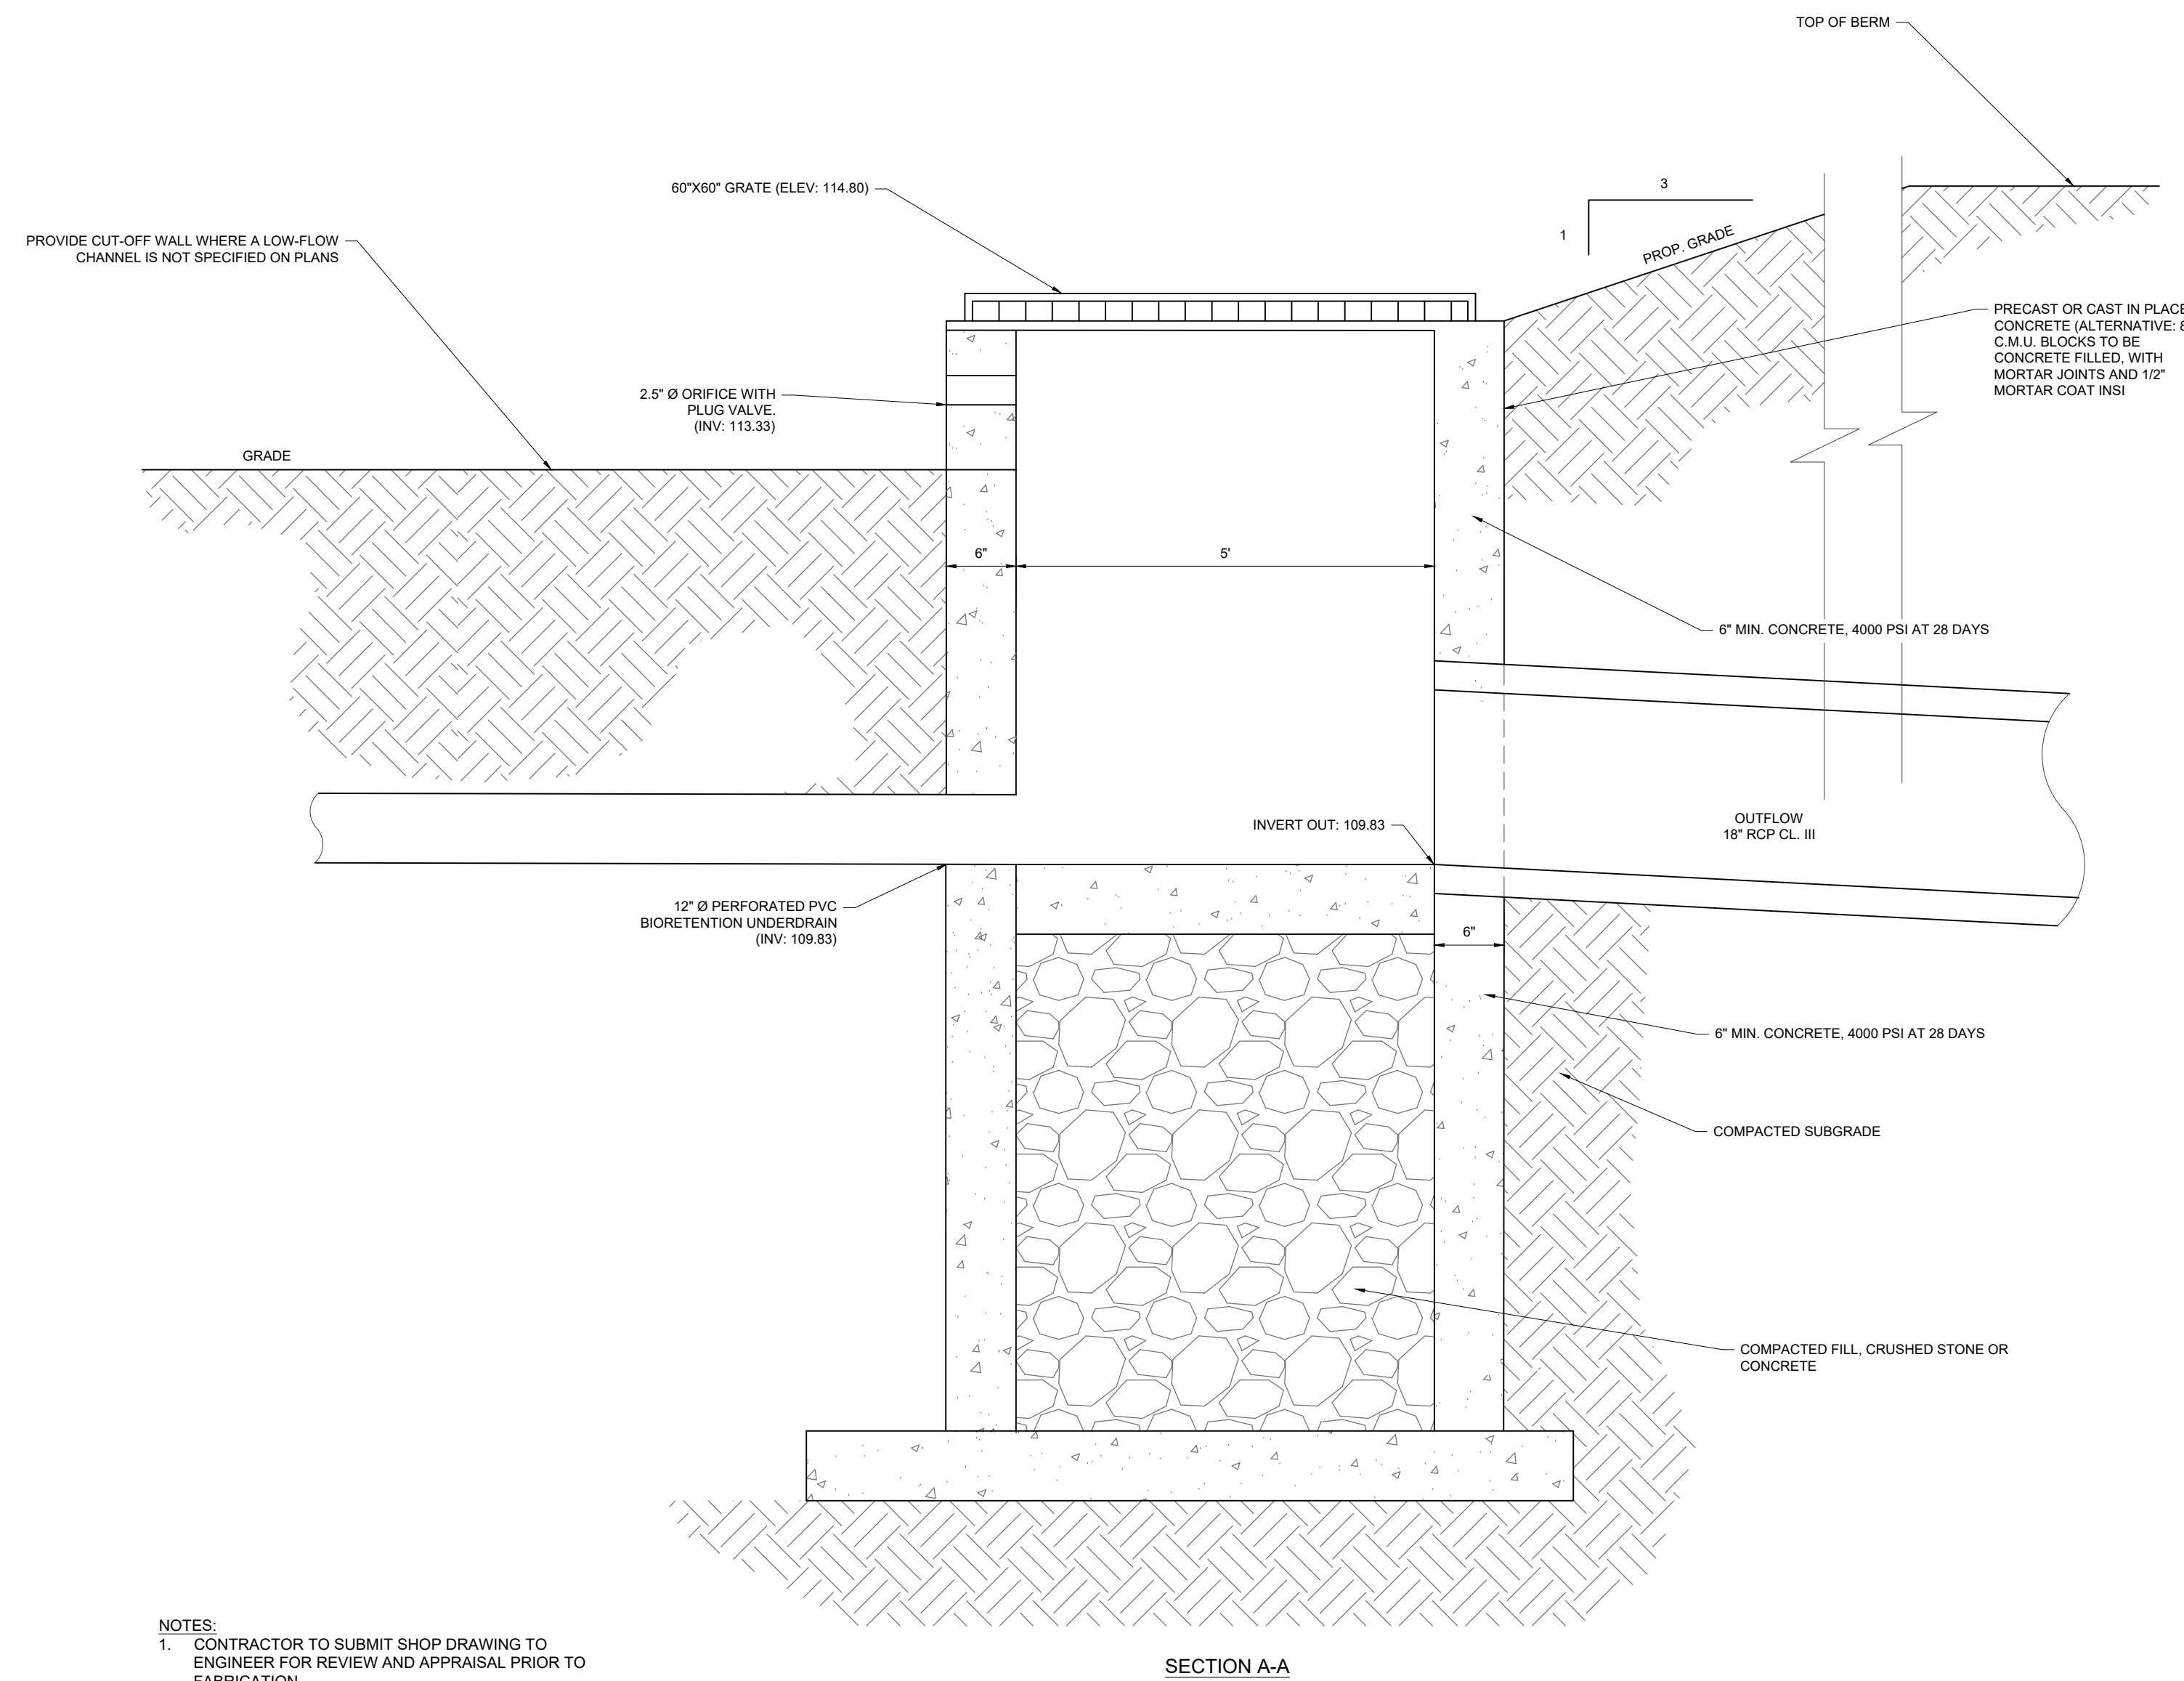 TOP OF BERM
60"X60" GRATE (ELEV: 114.80)
3
1
PROP. GRADE
PROVIDE CUT-OFF WALL WHERE A LOW-FLOW
CHANNEL IS NOT SPECIFIED ON PLANS
PRECAST OR CAST IN PLACE
CONCRETE (ALTERNATIVE: 8
C.M.U. BLOCKS TO BE
CONCRETE FILLED, WITH
MORTAR JOINTS AND 1/2"
MORTAR COAT INSI
2.5" Ø ORIFICE WITH
PLUG VALVE.
(INV: 113.33)
GRADE
6"
5'
6" MIN. CONCRETE, 4000 PSI AT 28 DAYS
INVERT OUT: 109.83
OUTFLOW
18" RCP CL. III
12" Ø PERFORATED PVC
BIORETENTION UNDERDRAIN
(INV: 109.83)
6"
6" MIN. CONCRETE, 4000 PSI AT 28 DAYS
COMPACTED SUBGRADE
COMPACTED FILL, CRUSHED STONE OR
CONCRETE
NOTES:
1. CONTRACTOR TO SUBMIT SHOP DRAWING TO
ENGINEER FOR REVIEW AND APPRAISAL PRIOR TO
FABRICATION
SECTION A-A